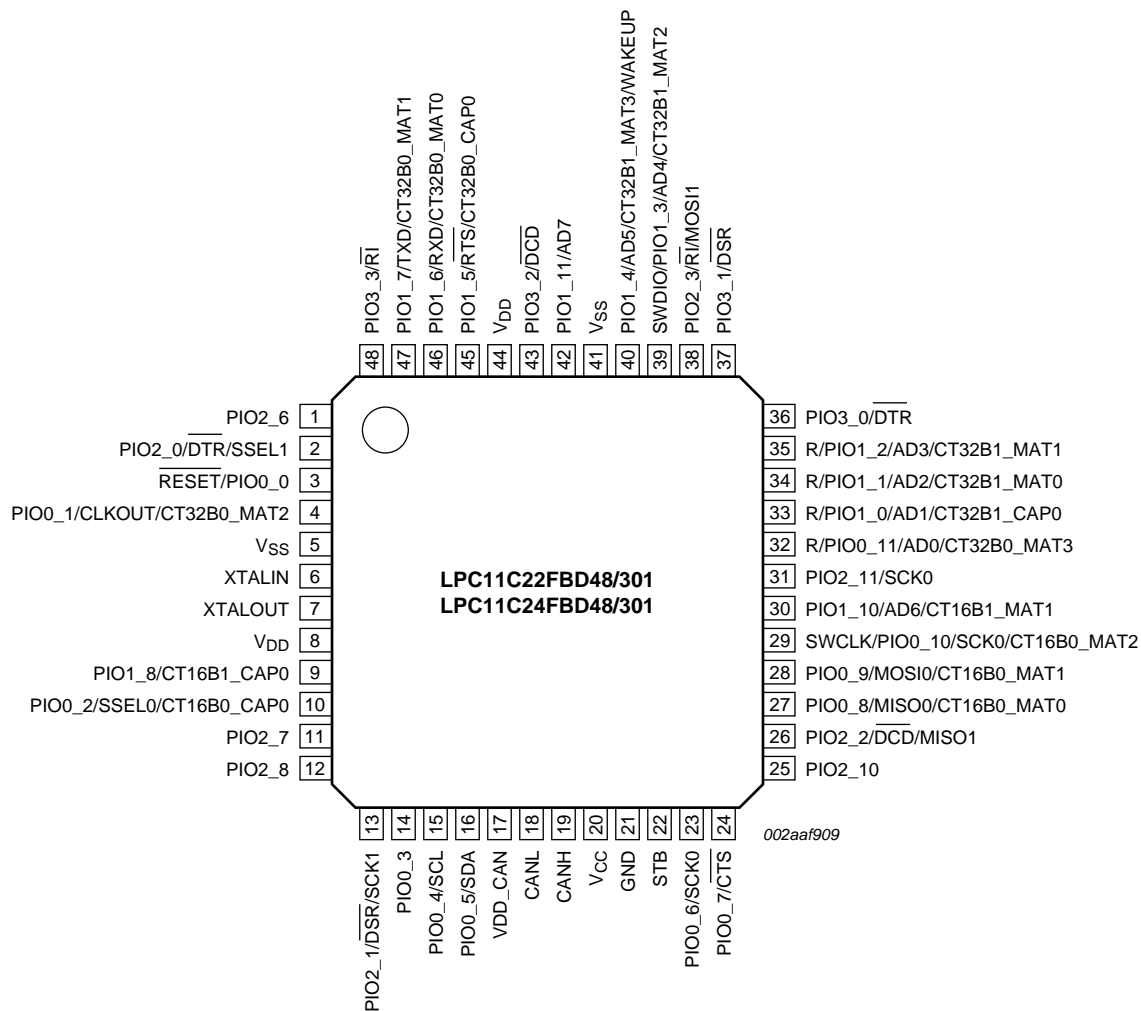 PIO3_3/RI
PIO1_7/TXD/CT32B0_MAT1
PIO1_6/RXD/CT32B0_MAT0
PIO1_5/RTS/CT32B0_CAP0
VDD
PIO3_2/DCD
PIO1_11/AD7
VSS
PIO1_4/AD5/CT32B1_MAT3/WAKEUP
SWDIO/PIO1_3/AD4/CT32B1_MAT2
PIO2_3/RI/MOSI1
PIO3_1/DSR
48 47 46 45 44 43 42 41 40 39 38 37
PIO2_6 1
PIO2_0/DTR/SSEL1 2
RESET/PIO0_0 3
PIO0_1/CLKOUT/CT32B0_MAT2 4
VSS 5
XTALIN 6
XTALOUT 7
VDD 8
PIO1_8/CT16B1_CAP0 9
PIO0_2/SSEL0/CT16B0_CAP0 10
PIO2_7 11
PIO2_8 12
LPC11C22FBD48/301
LPC11C24FBD48/301
36 PIO3_0/DTR
35 R/PIO1_2/AD3/CT32B1_MAT1
34 R/PIO1_1/AD2/CT32B1_MAT0
33 R/PIO1_0/AD1/CT32B1_CAP0
32 R/PIO0_11/AD0/CT32B0_MAT3
31 PIO2_11/SCK0
30 PIO1_10/AD6/CT16B1_MAT1
29 SWCLK/PIO0_10/SCK0/CT16B0_MAT2
28 PIO0_9/MOSI0/CT16B0_MAT1
27 PIO0_8/MISO0/CT16B0_MAT0
26 PIO2_2/DCD/MISO1
25 PIO2_10
13 14 15 16 17 18 19 20 21 22 23 24
PIO2_1/DSR/SCK1
PIO0_3
PIO0_4/SCL
PIO0_5/SDA
VDD_CAN
CANL
CANH
VCC
GND
STB
PIO0_6/SCK0
PIO0_7/CTS
002aaf909